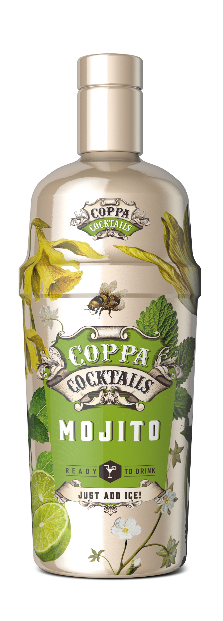 COPPA
COCKTAILS
COPPA
COCKTAILS
MOJITO
READY TO DRINK
JUST ADD ICE!